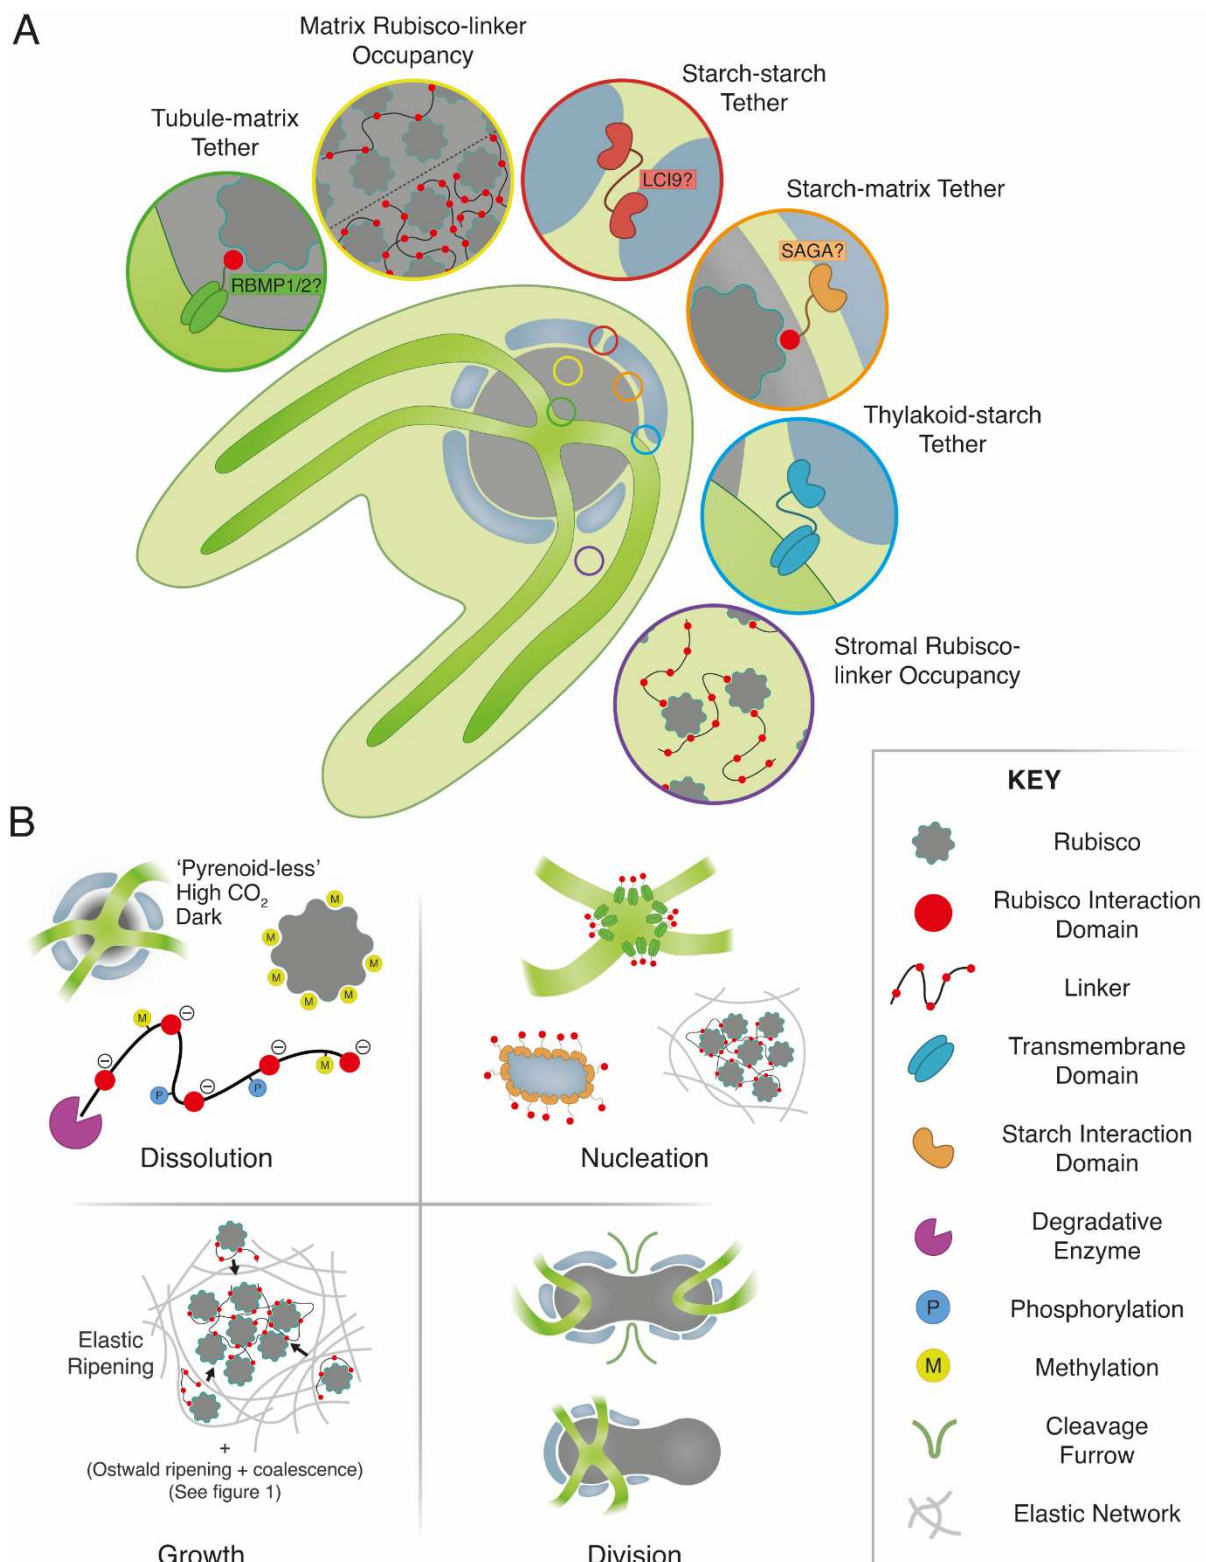 A
Matrix Rubisco-linker
Occupancy
Starch-starch
Tether
Tubule-matrix
Tether
LCI9?
Starch-matrix Tether
SAGA?
RBMP1/2?
Thylakoid-starch
Tether
Stromal Rubisco-
linker Occupancy
B
‘Pyrenoid-less’
High CO₂
Dark
M
M
M
M
M
M
M
M
P
P
Dissolution
Nucleation
Elastic
Ripening
+
(Ostwald ripening + coalescence)
(See figure 1)
Growth
Division
KEY
Rubisco
Rubisco Interaction
Domain
Linker
Transmembrane
Domain
Starch Interaction
Domain
Degradative
Enzyme
P
Phosphorylation
M
Methylation
Cleavage
Furrow
Elastic Network